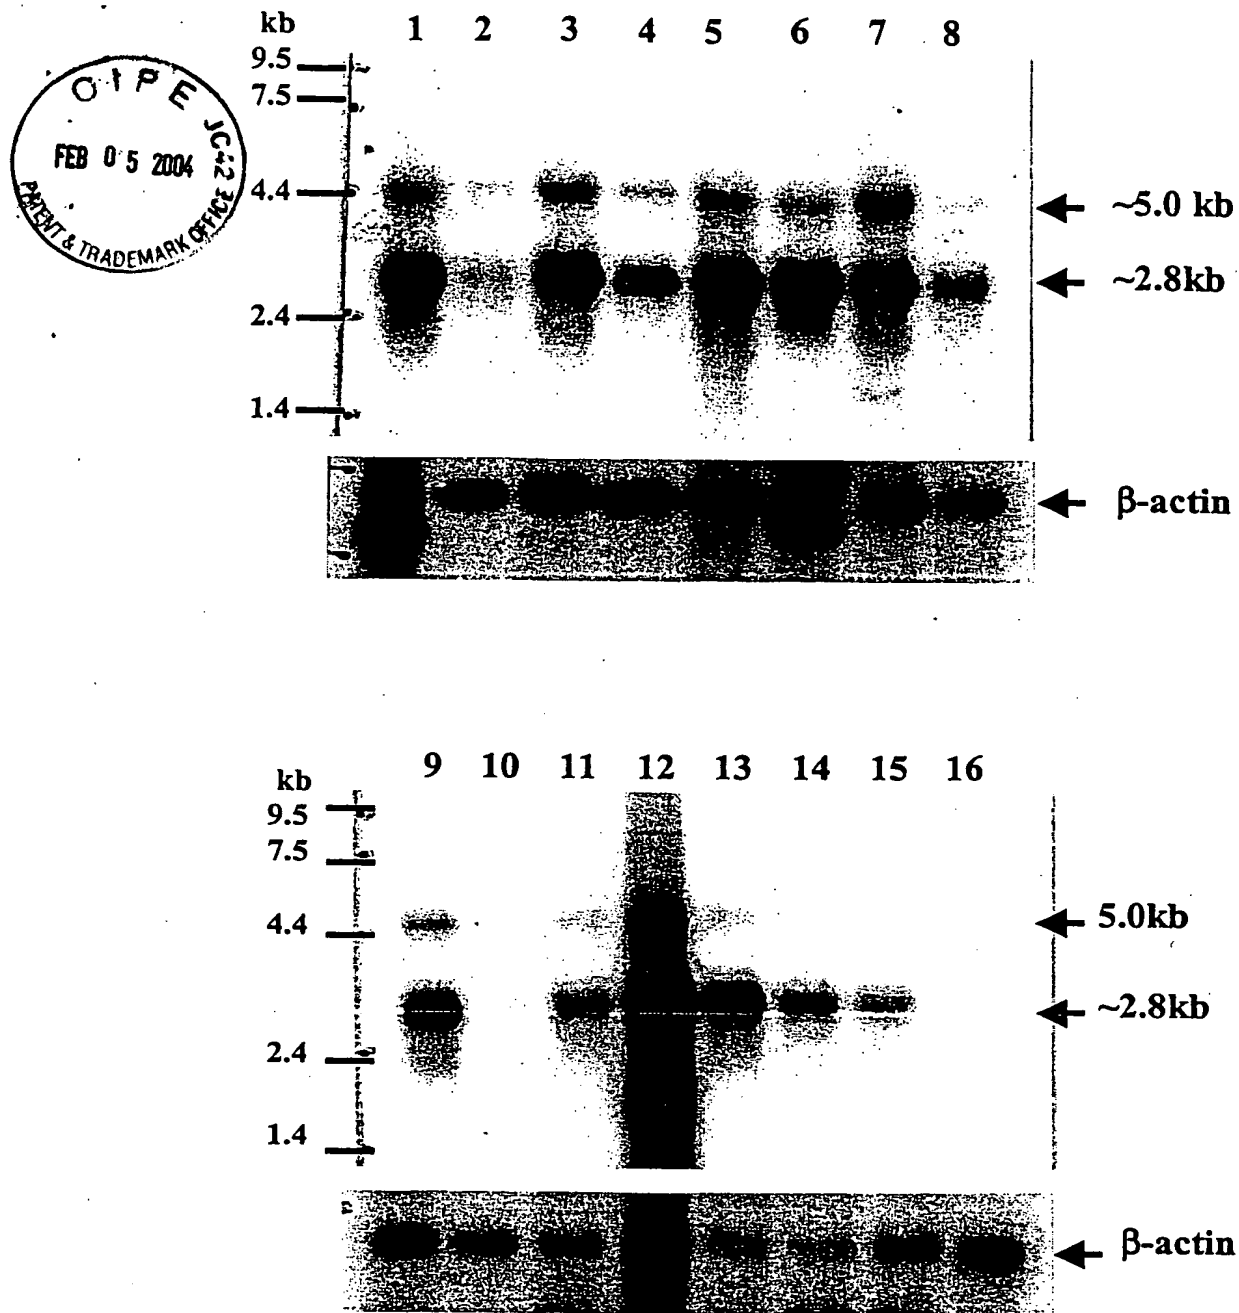 kb 1 2 3 4 5 6 7 8
9.5
7.5
4.4
2.4
1.4
~5.0 kb
~2.8kb
β-actin
OIPE JC42
FEB 05 2004
PATENT & TRADEMARK OFFICE
kb 9 10 11 12 13 14 15 16
9.5
7.5
4.4
2.4
1.4
5.0kb
~2.8kb
β-actin